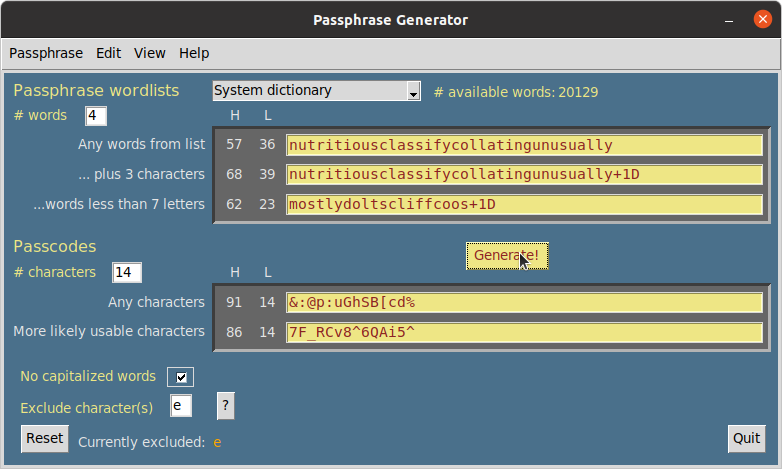 Passphrase Generator
Passphrase Edit View Help
Passphrase wordlists System dictionary # available words: 20129
# words 4 H L
Any words from list 57 36 nutritiousclassifycollatingunusually
... plus 3 characters 68 39 nutritiousclassifycollatingunusually+1D
...words less than 7 letters 62 23 mostlydoltscliffcoos+1D
Passcodes Generate!
# characters 14 H L
Any characters 91 14 &:@p:uGhSB[cd%
More likely usable characters 86 14 7F_RCv8^6QAi5^
No capitalized words
Exclude character(s) e ?
Reset Currently excluded: e Quit